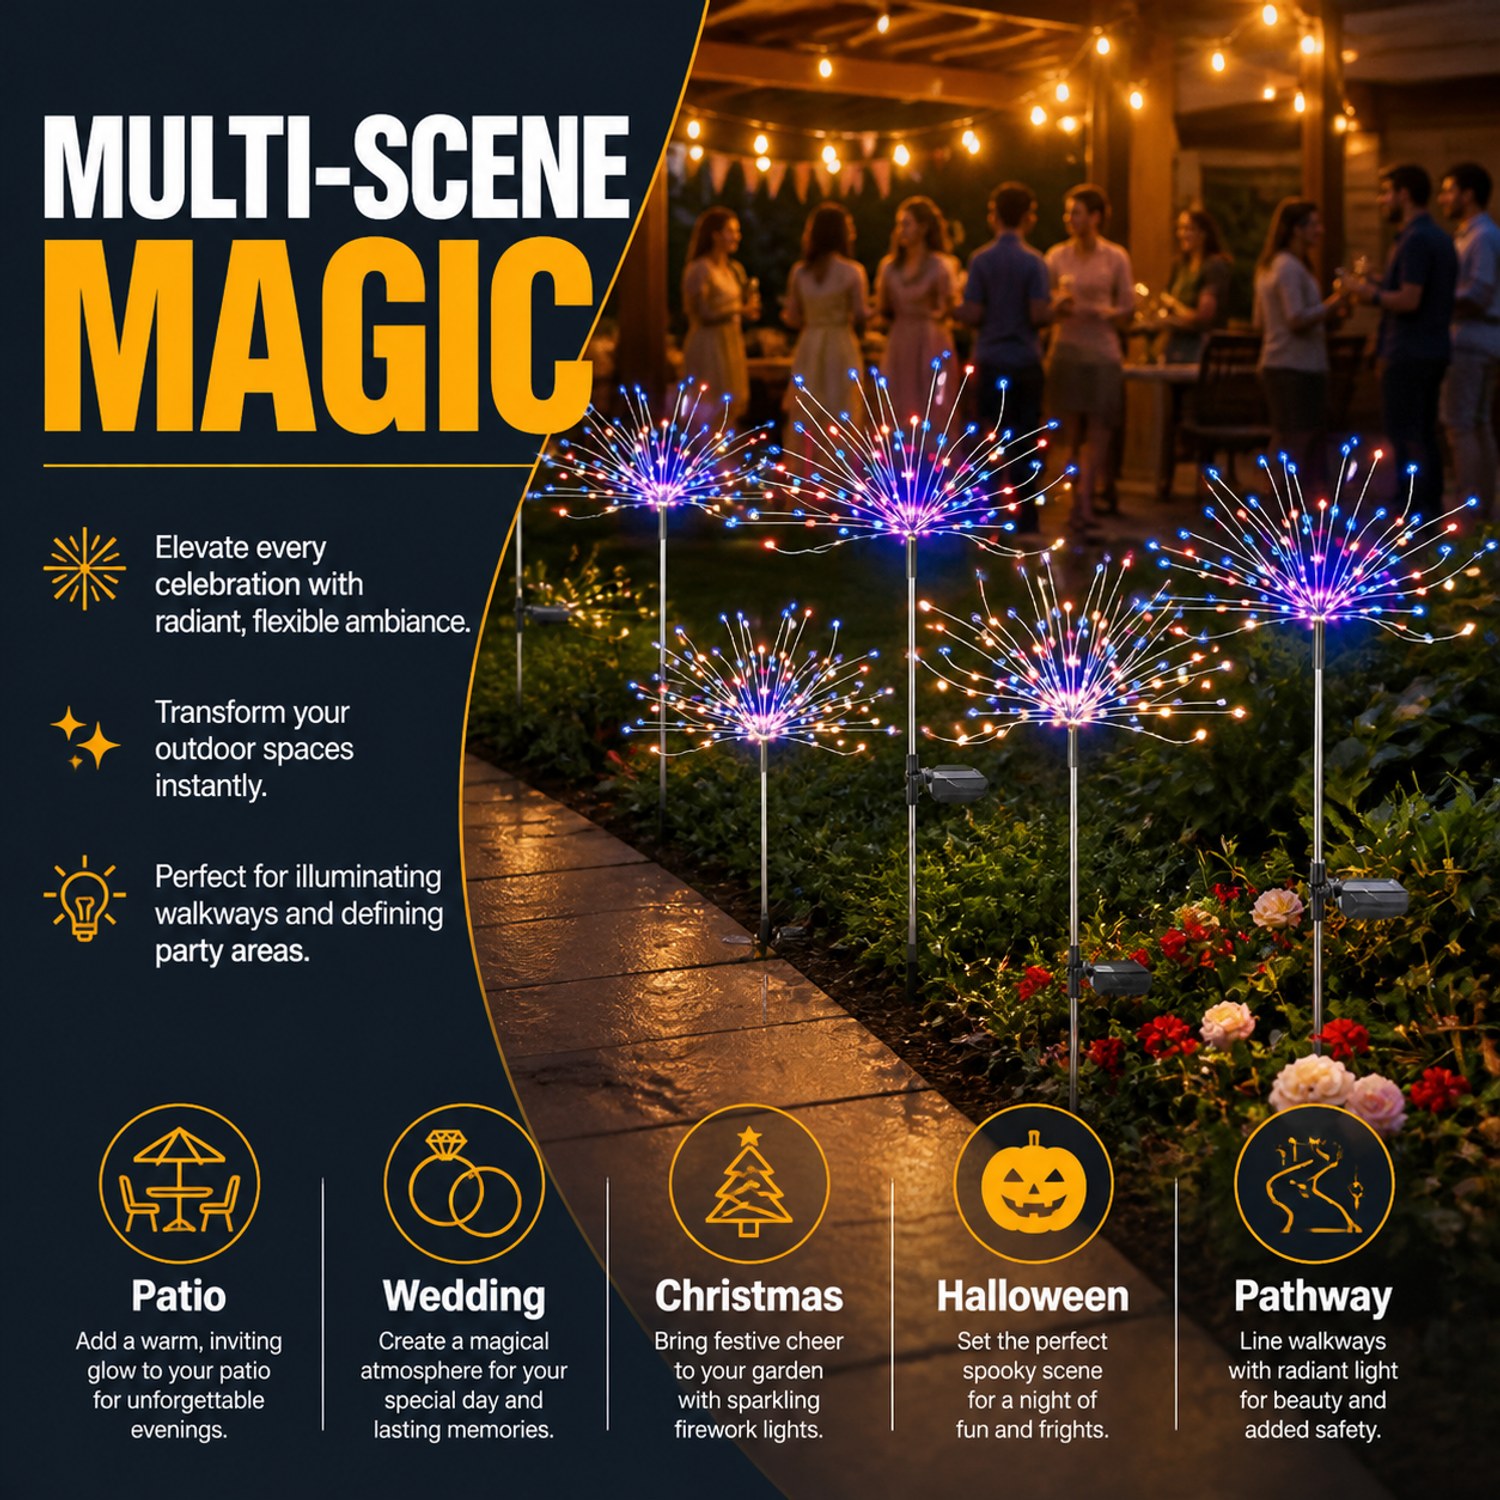 MULTI-SCENE
MAGIC
Elevate every
celebration with
radiant, flexible ambiance.
Transform your
outdoor spaces
instantly.
Perfect for illuminating
walkways and defining
party areas.
Patio
Add a warm, inviting
glow to your patio
for unforgettable
evenings.
Wedding
Create a magical
atmosphere for your
special day and
lasting memories.
Christmas
Bring festive cheer
to your garden
with sparkling
firework lights.
Halloween
Set the perfect
spooky scene
for a night of
fun and frights.
Pathway
Line walkways
with radiant light
for beauty and
added safety.